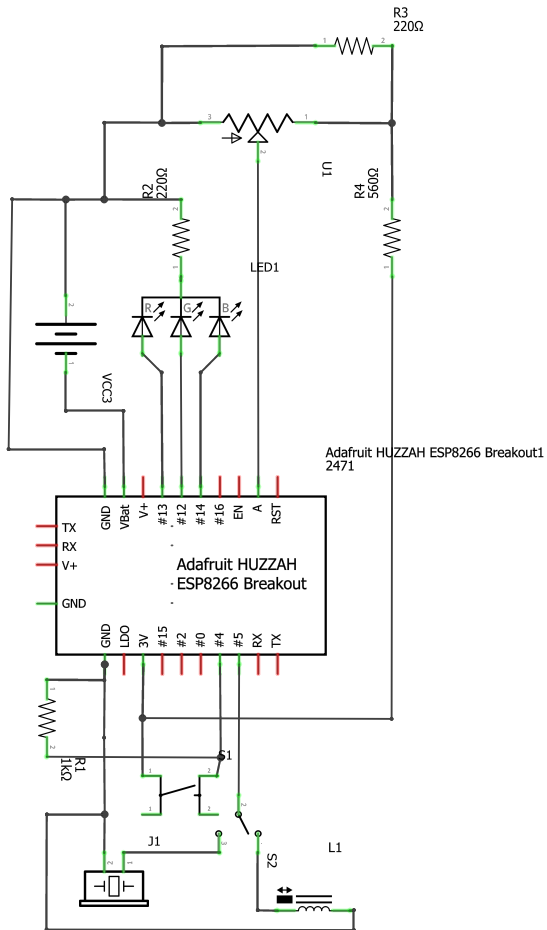 R3
220Ω
3
1
2
1
2
U1
R2
220Ω
2
1
R4
560Ω
2
1
LED1
R
G
B
2
1
VCC3
Adafruit HUZZAH ESP8266 Breakout1
2471
GND
VBat
V+
#13
#12
#14
#16
EN
A
RST
TX
RX
V+
GND
Adafruit HUZZAH
ESP8266 Breakout
GND
LDO
3V
#15
#2
#0
#4
#5
RX
TX
1
2
R1
1kΩ
S1
1
2
1
2
J1
2
3
S2
L1
2
1